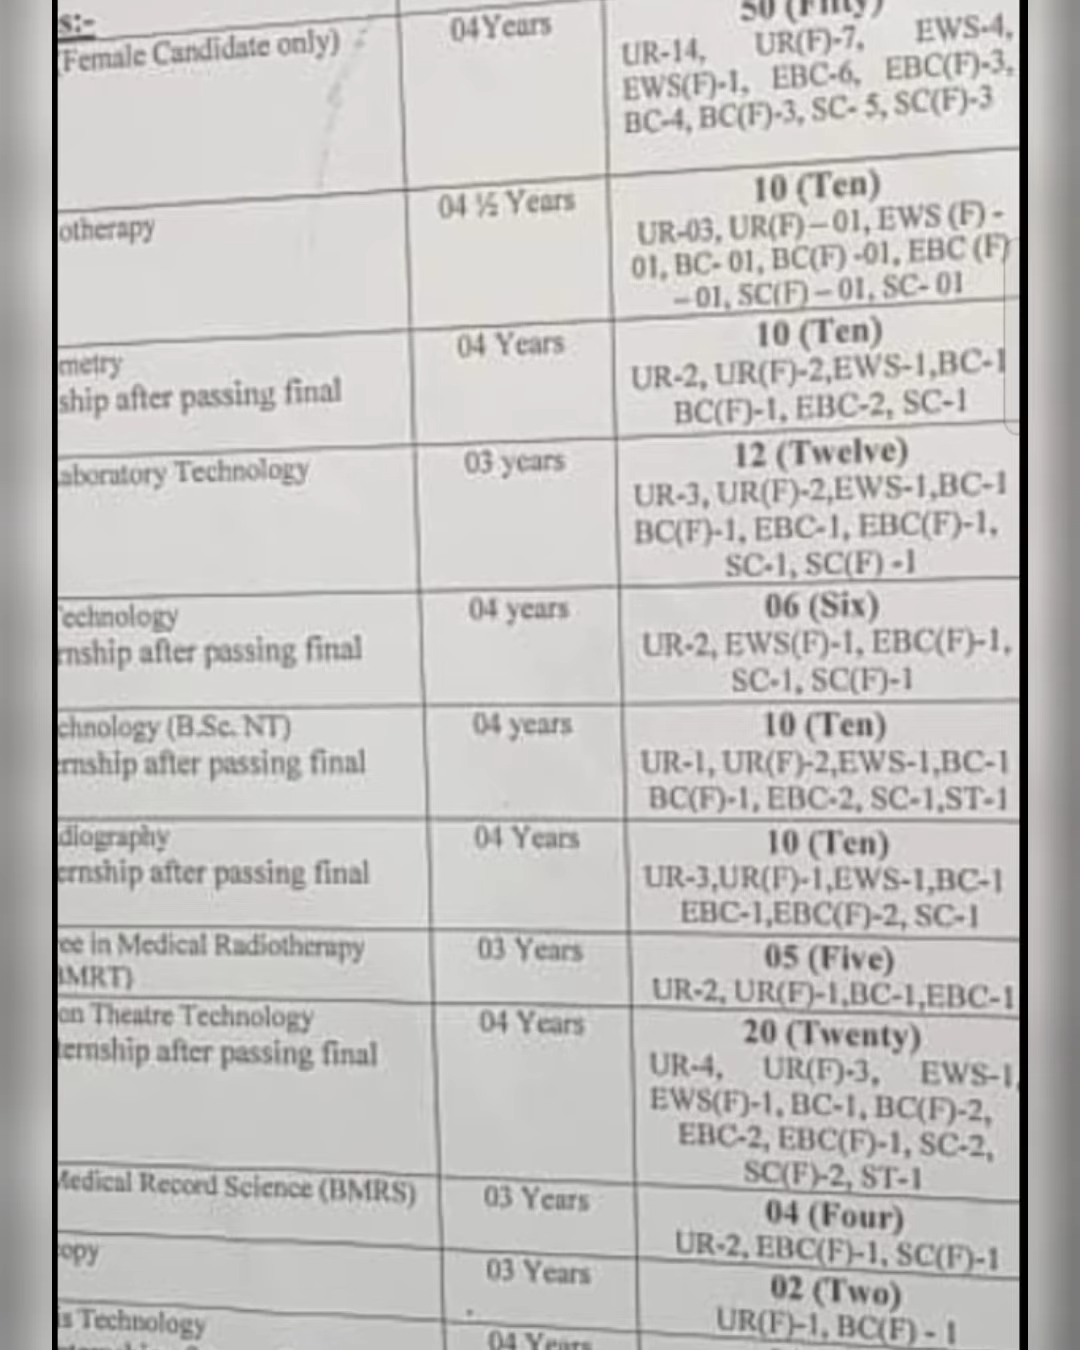 s:-
(Female Candidate only)
04 Years
50 (Fifty)
UR-14, UR(F)-7, EWS-4,
EWS(F)-1, EBC-6, EBC(F)-3,
BC-4, BC(F)-3, SC- 5, SC(F)-3
otherapy
04 ½ Years
10 (Ten)
UR-03, UR(F)–01, EWS (F) -
01, BC- 01, BC(F) -01, EBC (F)
– 01, SC(F) – 01, SC- 01
metry
ship after passing final
04 Years
10 (Ten)
UR-2, UR(F)-2,EWS-1,BC-1
BC(F)-1, EBC-2, SC-1
aboratory Technology
03 years
12 (Twelve)
UR-3, UR(F)-2,EWS-1,BC-1
BC(F)-1, EBC-1, EBC(F)-1,
SC-1, SC(F) -1
echnology
rnship after passing final
04 years
06 (Six)
UR-2, EWS(F)-1, EBC(F)-1,
SC-1, SC(F)-1
chnology (B.Sc. NT)
ernship after passing final
04 years
10 (Ten)
UR-1, UR(F)-2,EWS-1,BC-1
BC(F)-1, EBC-2, SC-1,ST-1
diography
ernship after passing final
04 Years
10 (Ten)
UR-3,UR(F)-1,EWS-1,BC-1
EBC-1,EBC(F)-2, SC-1
ee in Medical Radiotherapy
BMRT)
03 Years
05 (Five)
UR-2, UR(F)-1,BC-1,EBC-1
on Theatre Technology
ternship after passing final
04 Years
20 (Twenty)
UR-4, UR(F)-3, EWS-1,
EWS(F)-1, BC-1, BC(F)-2,
EBC-2, EBC(F)-1, SC-2,
SC(F)-2, ST-1
Medical Record Science (BMRS)
03 Years
04 (Four)
UR-2, EBC(F)-1, SC(F)-1
opy
03 Years
02 (Two)
UR(F)-1, BC(F) - 1
is Technology
04 Years